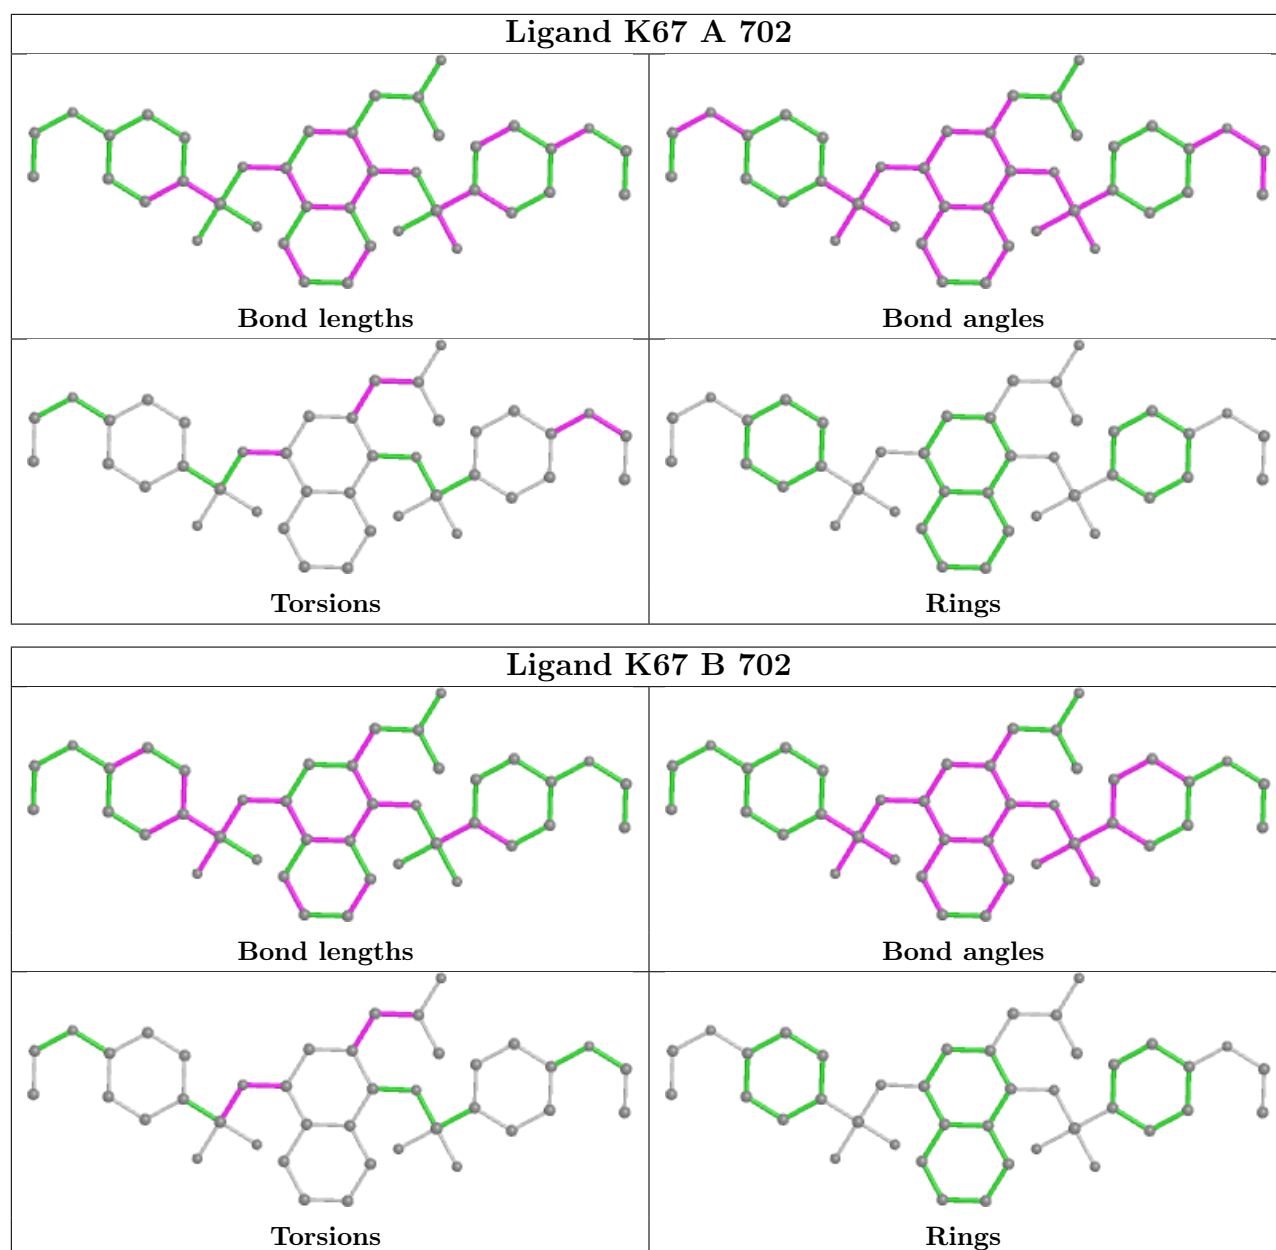 Ligand K67 A 702
Bond lengths
Bond angles
Torsions
Rings
Ligand K67 B 702
Bond lengths
Bond angles
Torsions
Rings